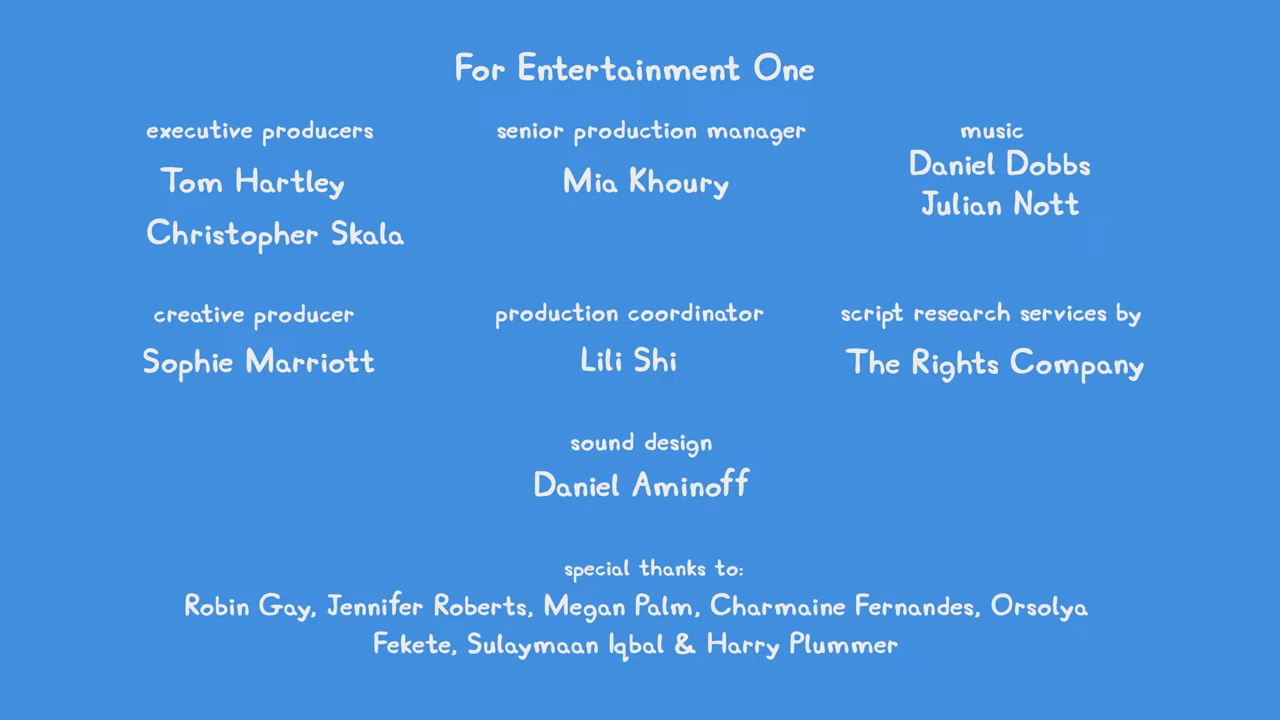 For Entertainment One
executive producers
Tom Hartley
Christopher Skala
senior production manager
Mia Khoury
music
Daniel Dobbs
Julian Nott
creative producer
Sophie Marriott
production coordinator
Lili Shi
script research services by
The Rights Company
sound design
Daniel Aminoff
special thanks to:
Robin Gay, Jennifer Roberts, Megan Palm, Charmaine Fernandes, Orsolya
Fekete, Sulaymaan Iqbal & Harry Plummer